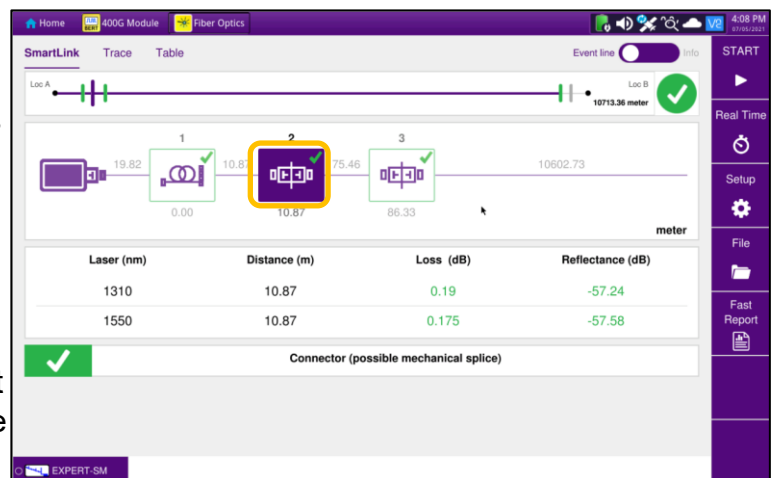 Home 400G Module Fiber Optics V2 4:08 PM
07/05/2021
SmartLink Trace Table Event line Info START
Loc A Loc B
10713.36 meter
Real Time
1 2 3
19.82 10.87 75.46 10602.73
Setup
0.00 10.87 86.33
meter
File
Laser (nm) Distance (m) Loss (dB) Reflectance (dB)
1310 10.87 0.19 -57.24
1550 10.87 0.175 -57.58
Fast
Report
Connector (possible mechanical splice)
t
e
EXPERT-SM